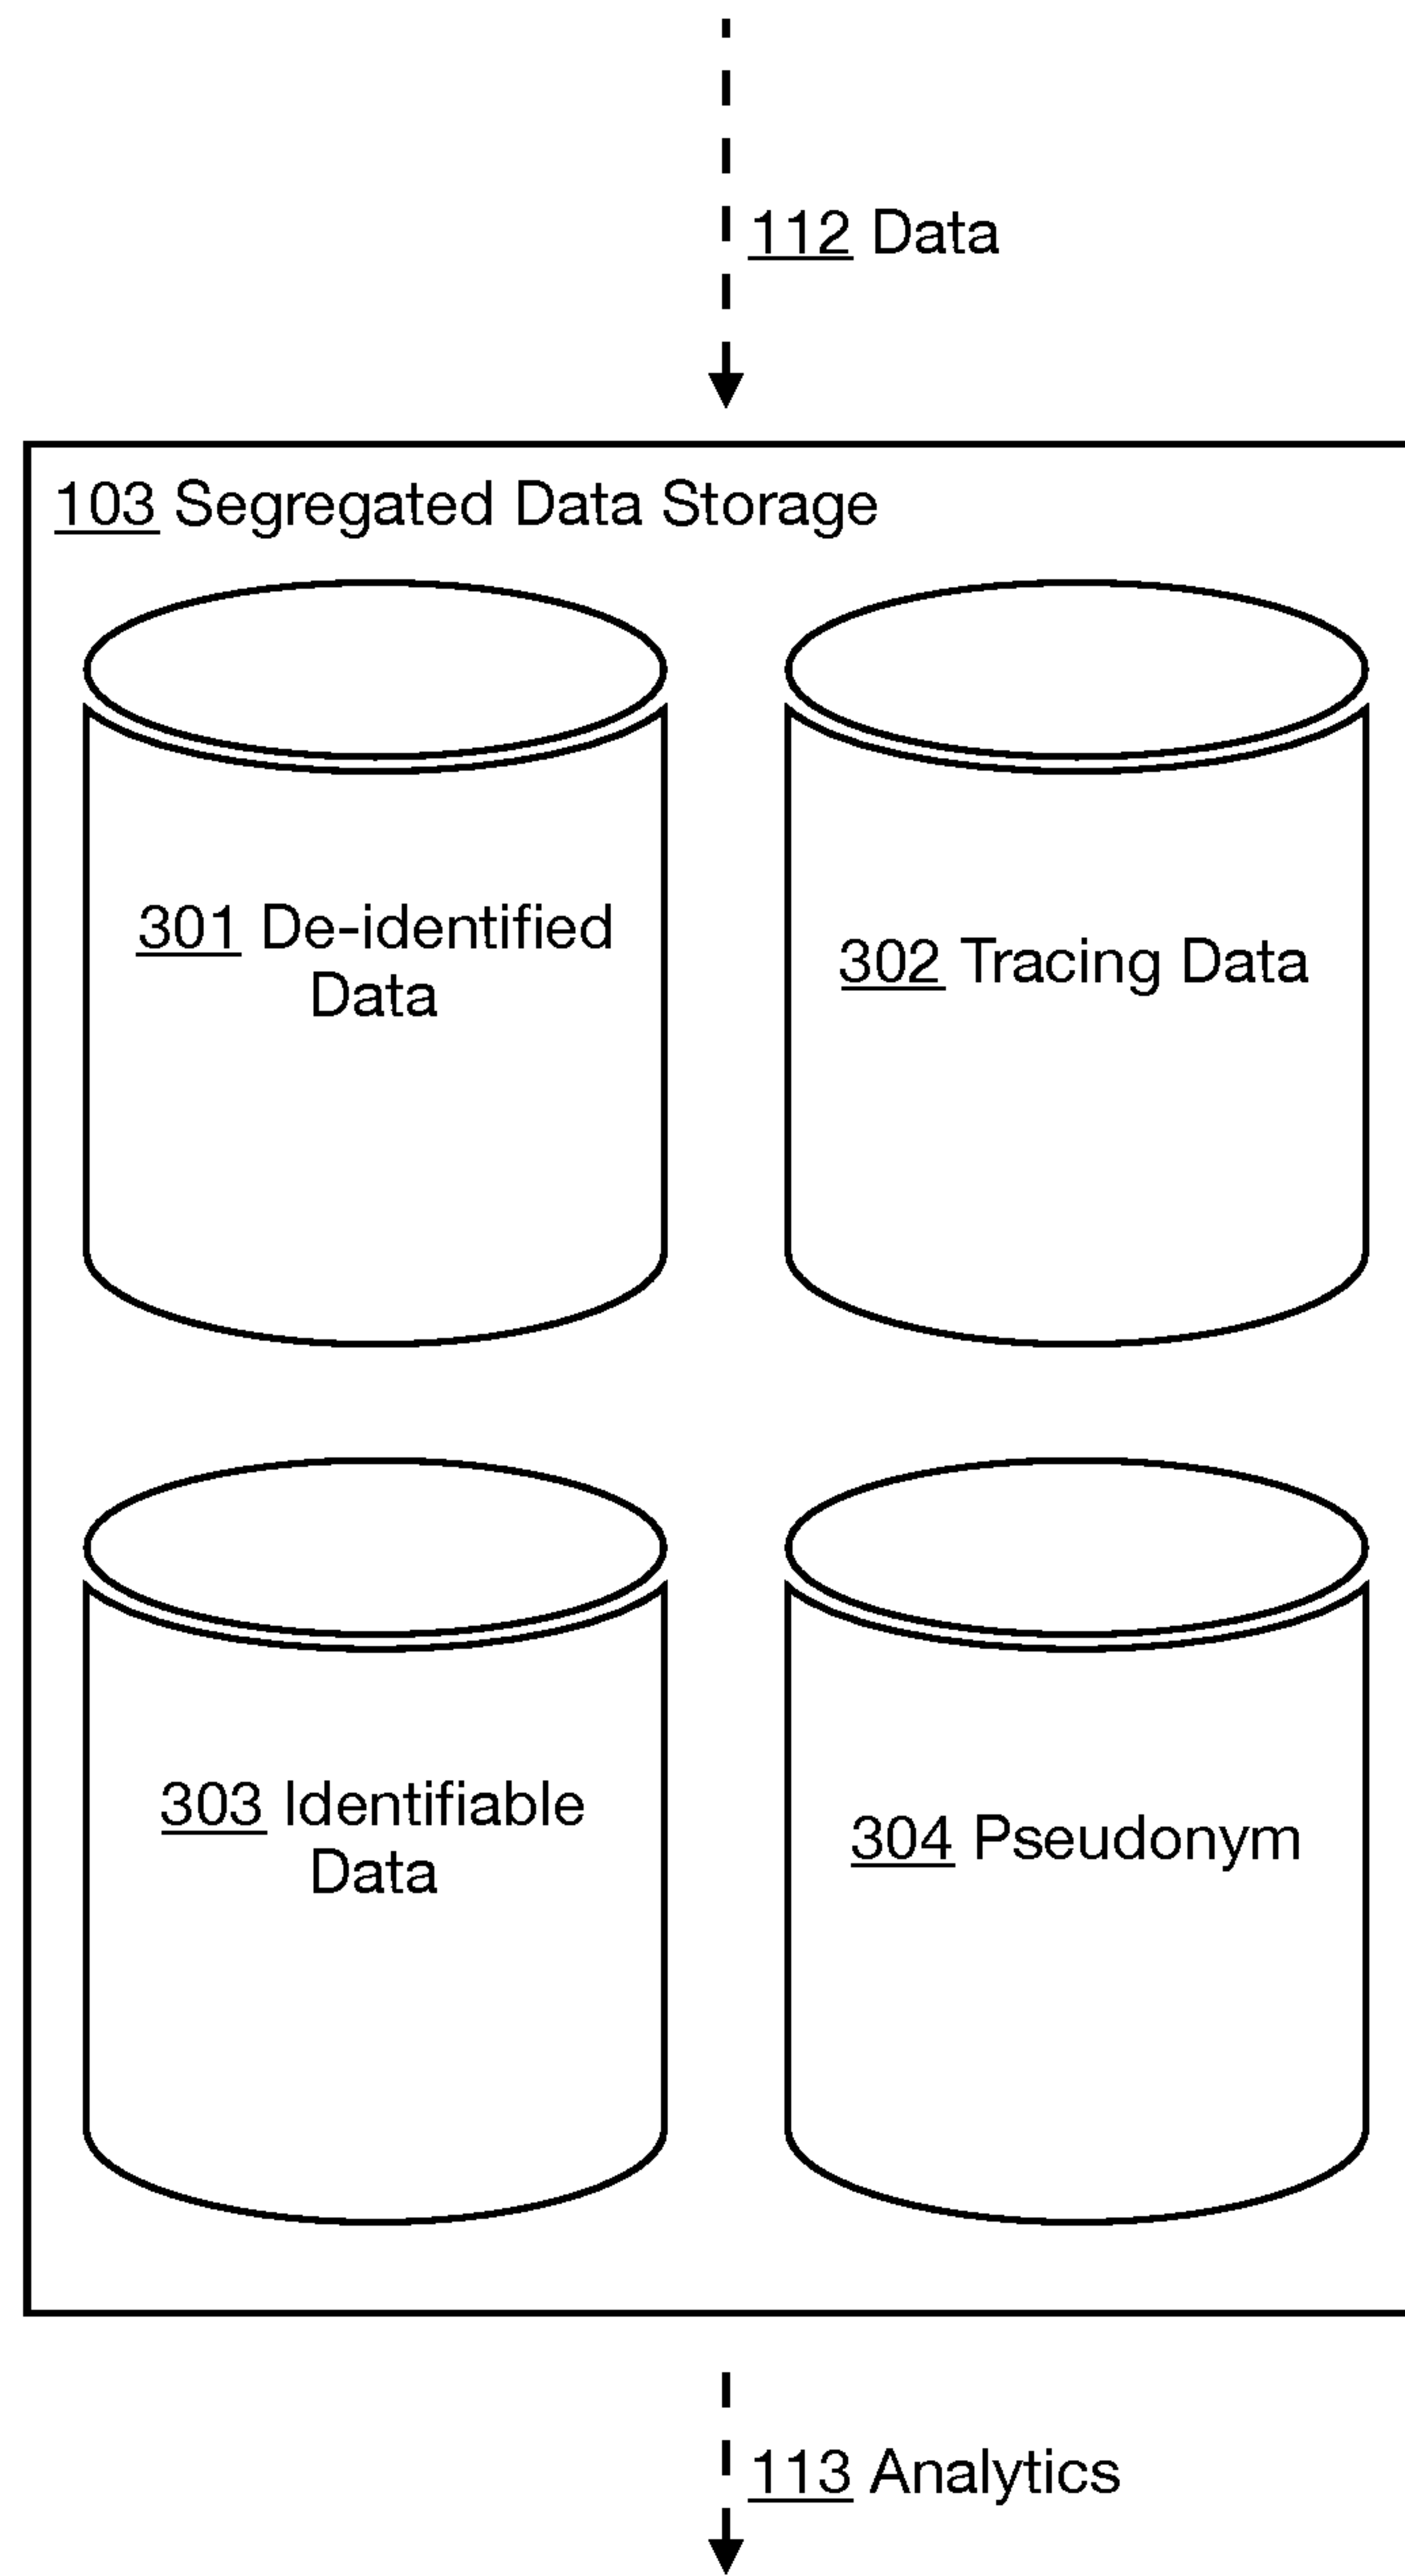 112 Data
103 Segregated Data Storage
301 De-identified
Data
302 Tracing Data
303 Identifiable
Data
304 Pseudonym
113 Analytics